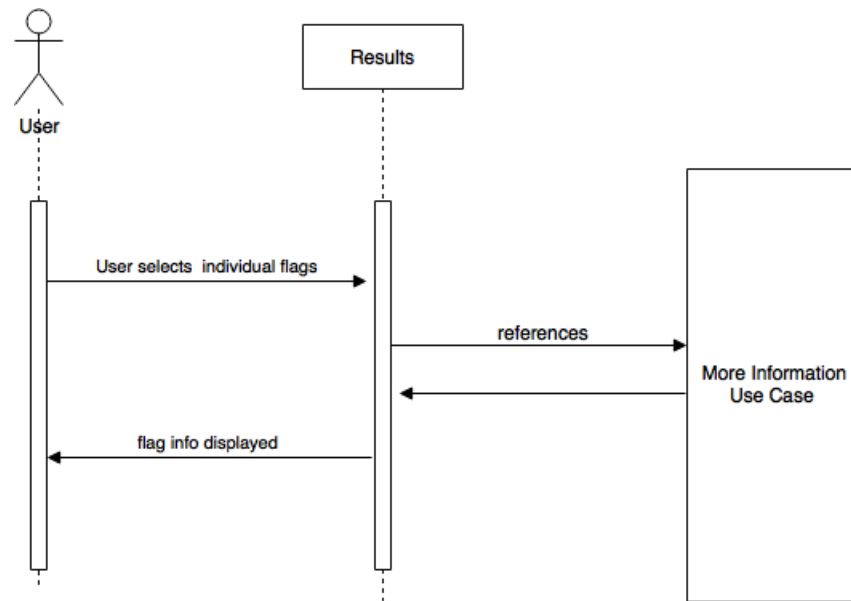 Results
User
User selects  individual flags
references
More Information
Use Case
flag info displayed